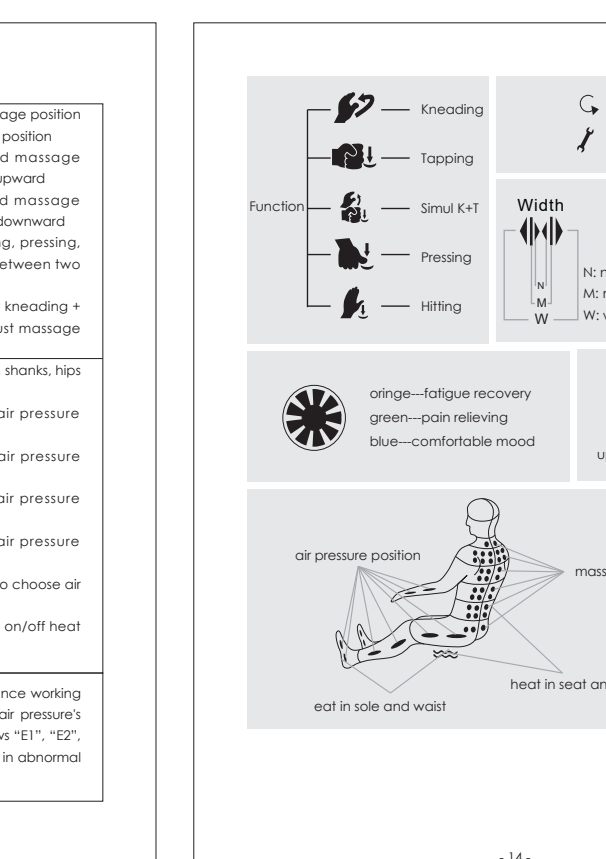 age position
position
d massage
upward
d massage
downward
g, pressing,
etween two
kneading +
ust massage
shanks, hips
air pressure
air pressure
air pressure
air pressure
o choose air
on/off heat
nce working
air pressure's
vs “E1”, “E2”,
in abnormal
Function
Kneading
Tapping
Simul K+T
Pressing
Hitting
Width
N
M
W
N: n
M: r
W: v
oringe---fatigue recovery
green---pain relieving
blue---comfortable mood
u
air pressure position
mass
heat in seat an
eat in sole and waist
- 14 -